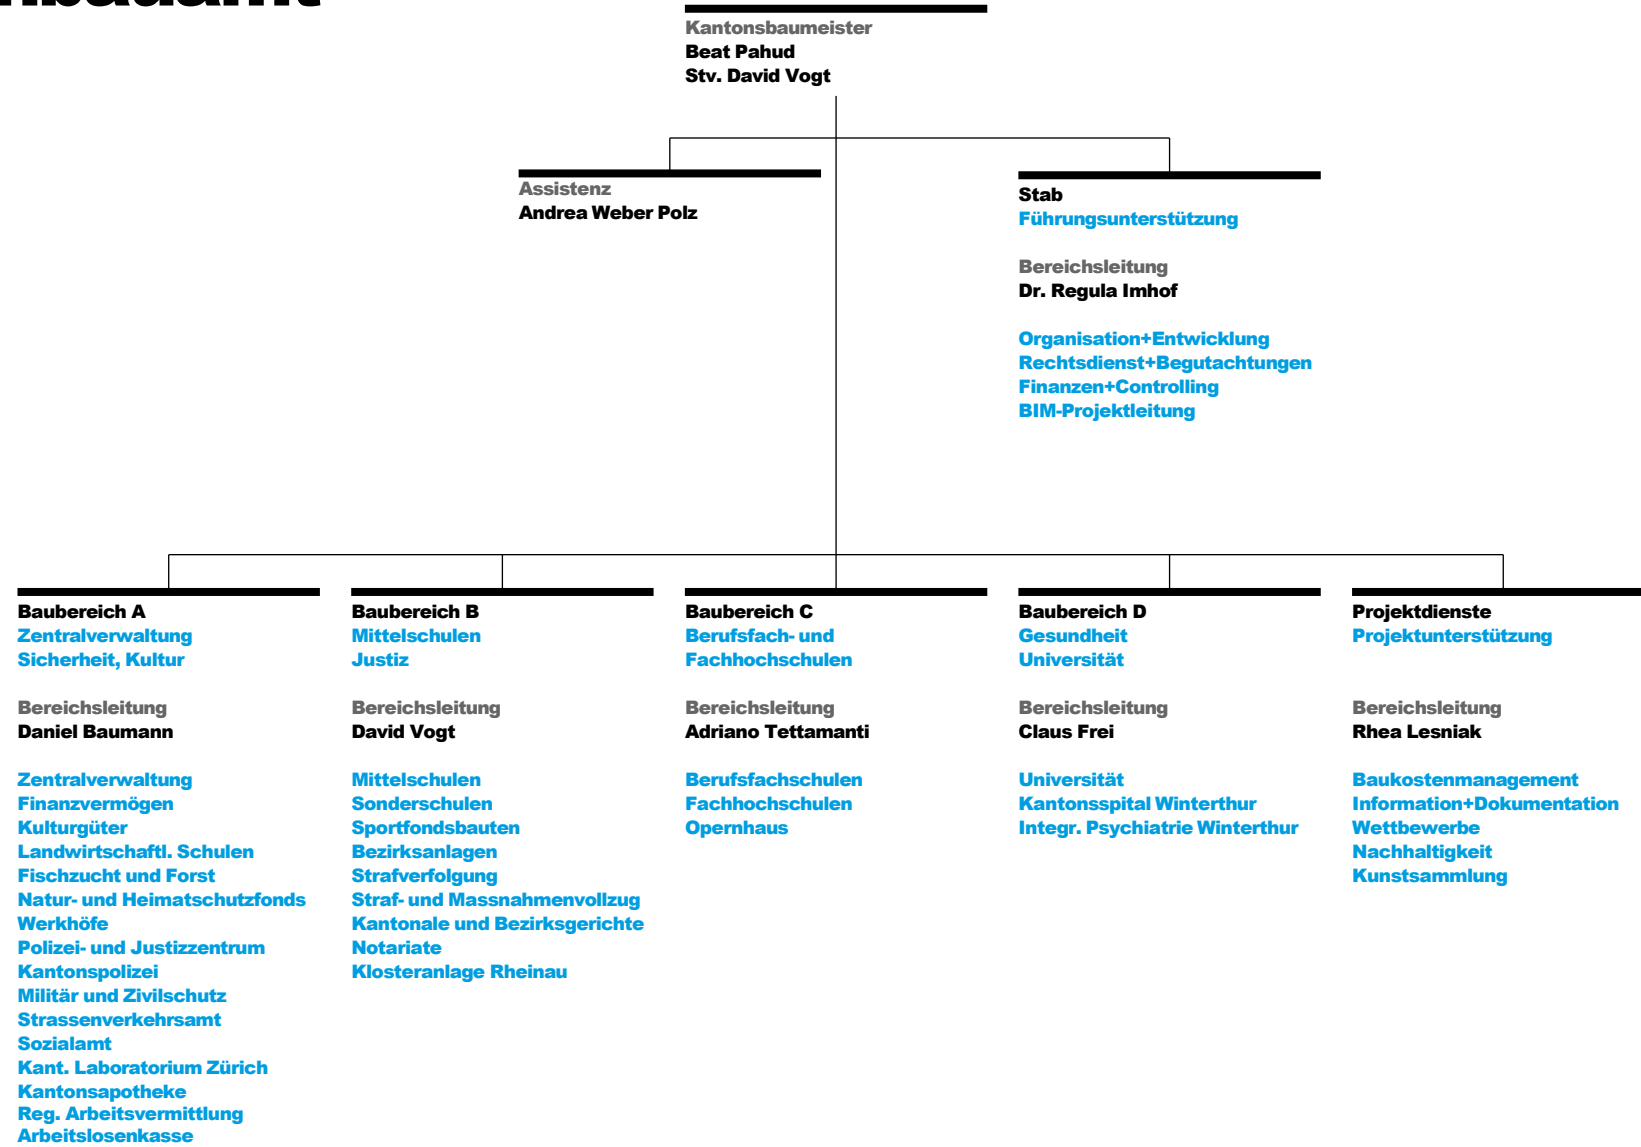 Kantonsbaumeister
Beat Pahud
Stv. David Vogt
Assistenz
Andrea Weber Polz
Stab
Führungsunterstützung
Bereichsleitung
Dr. Regula Imhof
Organisation+Entwicklung
Rechtsdienst+Begutachtungen
Finanzen+Controlling
BIM-Projektleitung
Baubereich A
Zentralverwaltung
Sicherheit, Kultur
Bereichsleitung
Daniel Baumann
Zentralverwaltung
Finanzvermögen
Kulturgüter
Landwirtschaftl. Schulen
Fischzucht und Forst
Natur- und Heimatschutzfonds
Werkhöfe
Polizei- und Justizzentrum
Kantonspolizei
Militär und Zivilschutz
Strassenverkehrsamt
Sozialamt
Kant. Laboratorium Zürich
Kantonsapotheke
Reg. Arbeitsvermittlung
Arbeitslosenkasse
Baubereich B
Mittelschulen
Justiz
Bereichsleitung
David Vogt
Mittelschulen
Sonderschulen
Sportfondsbauten
Bezirksanlagen
Strafverfolgung
Straf- und Massnahmenvollzug
Kantonale und Bezirksgerichte
Notariate
Klosteranlage Rheinau
Baubereich C
Berufsfach- und
Fachhochschulen
Bereichsleitung
Adriano Tettamanti
Berufsfachschulen
Fachhochschulen
Opernhaus
Baubereich D
Gesundheit
Universität
Bereichsleitung
Claus Frei
Universität
Kantonsspital Winterthur
Integr. Psychiatrie Winterthur
Projektdienste
Projektunterstützung
Bereichsleitung
Rhea Lesniak
Baukostenmanagement
Information+Dokumentation
Wettbewerbe
Nachhaltigkeit
Kunstsammlung